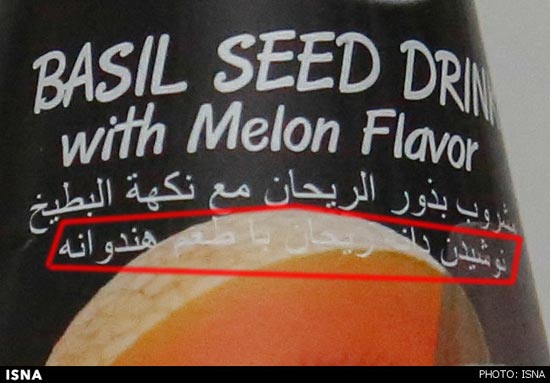 BASIL SEED DRINK
with Melon Flavor
مشروب بذور الريحان مع نكهة البطيخ
نوشیدن دانه ریحان با طعم هندوانه
ISNA
PHOTO: ISNA